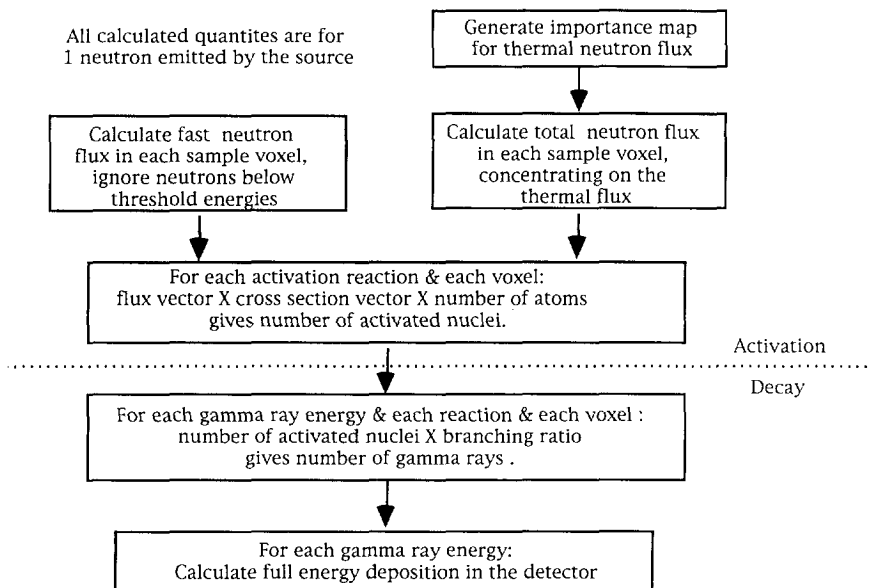 All calculated quantites are for
1 neutron emitted by the source
Generate importance map
for thermal neutron flux
Calculate fast neutron
flux in each sample voxel,
ignore neutrons below
threshold energies
Calculate total neutron flux
in each sample voxel,
concentrating on the
thermal flux
For each activation reaction & each voxel:
flux vector X cross section vector X number of atoms
gives number of activated nuclei.
Activation
Decay
For each gamma ray energy & each reaction & each voxel :
number of activated nuclei X branching ratio
gives number of gamma rays .
For each gamma ray energy:
Calculate full energy deposition in the detector